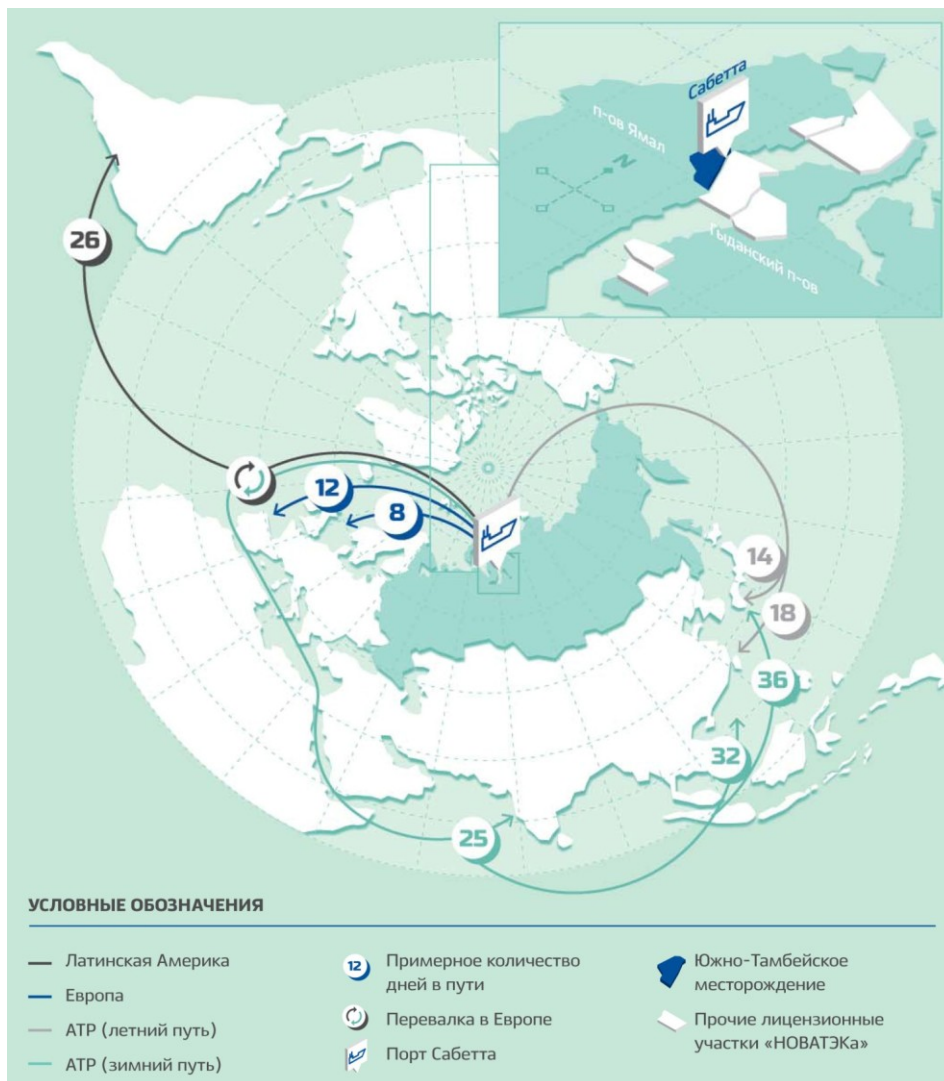 Сабетта
п-ов Ямал
N
гыданский п-ов
26
12
8
14
18
36
32
25
УСЛОВНЫЕ ОБОЗНАЧЕНИЯ
Латинская Америка
Европа
АТР (летний путь)
АТР (зимний путь)
12
Примерное количество
дней в пути
Перевалка в Европе
Порт Сабетта
Южно-Тамбейское
месторождение
Прочие лицензионные
участки «НОВАТЭКа»